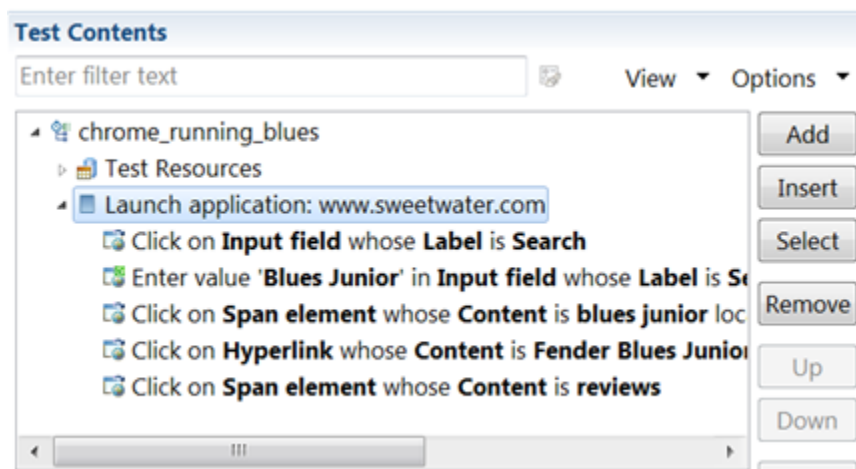 Test Contents
Enter filter text
View Options
chrome_running_blues
Test Resources
Launch application: www.sweetwater.com
Click on Input field whose Label is Search
Enter value 'Blues Junior' in Input field whose Label is
Click on Span element whose Content is blues junior
Click on Hyperlink whose Content is Fender Blues Junior
Click on Span element whose Content is reviews
Add
Insert
Select
Remove
Up
Down